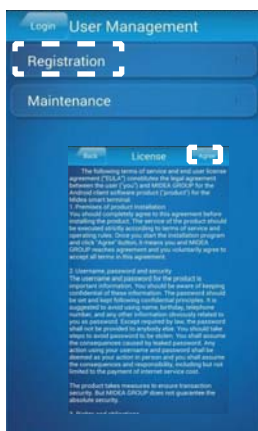 Login User Management
Registration
Maintenance
Back License Agree
The following terms of service and end user license
agreement ("EULA") constitutes the legal agreement
between the user ("you") and MIDEA GROUP for the
Android client software product ("product") for the
Midea smart terminal.
1. Premises of product installation
You should completely agree to this agreement before
installing the product. The service of the product should
be executed strictly according to terms of service and
operating rules. Once you start the installation program
and click "Agree" button, it means you and MIDEA
GROUP reaches agreement and you voluntarily agree to
accept all terms in this agreement.
2. Username, password and security
The username and password for the product is
important information. You should be aware of keeping
confidential of these information. The password should
be set and kept following confidential principles. It is
suggested to avoid using name, birthday, telephone
number, and any other information obviously related to
you as password. Except required by law, the password
shall not be provided to anybody else. You should take
steps to avoid password to be stolen. You shall assume
the consequences caused by leaked password. Any
action using your username and password shall be
deemed as your action in person and you shall assume
the consequences and responsibility, including but not
limited to the payment of internet service cost.
The product takes measures to ensure transaction
security. But MIDEA GROUP does not guarantee the
absolute security.